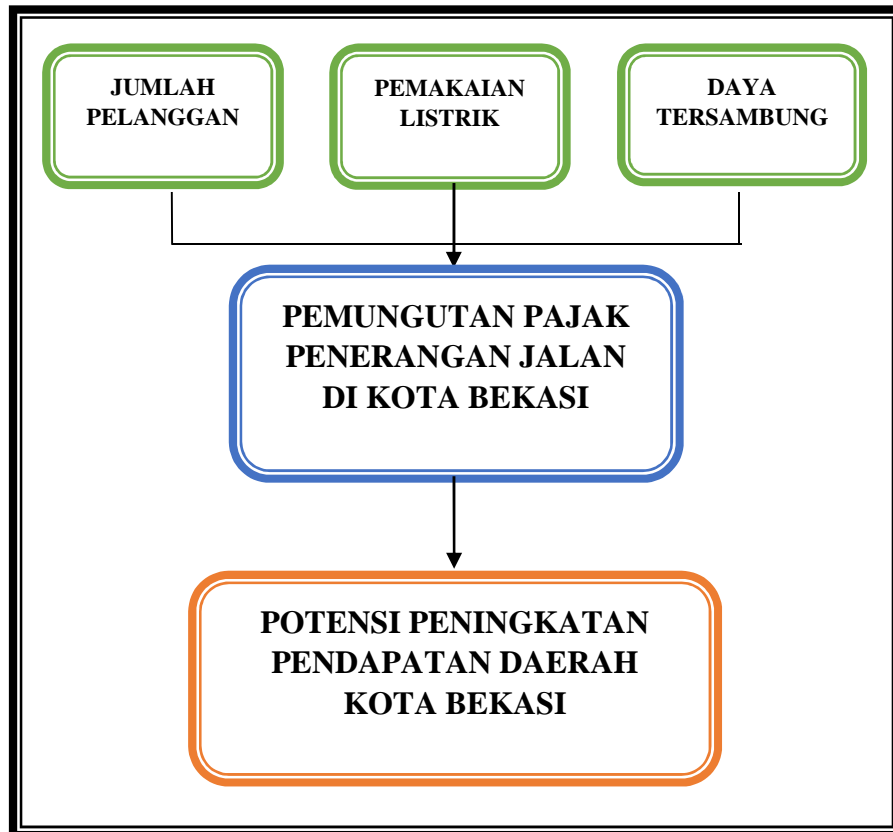 JUMLAH
PELANGGAN
PEMAKAIAN
LISTRIK
DAYA
TERSAMBUNG
PEMUNGUTAN PAJAK
PENERANGAN JALAN
DI KOTA BEKASI
POTENSI PENINGKATAN
PENDAPATAN DAERAH
KOTA BEKASI